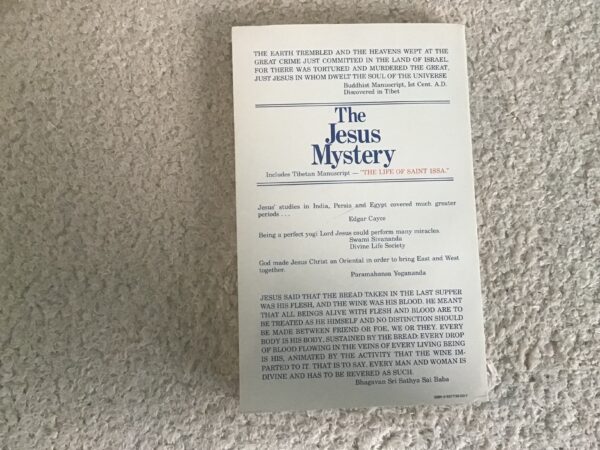 THE EARTH TREMBLED AND THE HEAVENS WEPT AT THE
GREAT CRIME JUST COMMITTED IN THE LAND OF ISRAEL.
FOR THERE WAS TORTURED AND MURDERED THE GREAT,
JUST JESUS IN WHOM DWELT THE SOUL OF THE UNIVERSE
Buddhist Manuscript, Ist Cent. A.D.
Discovered in Tibet
The
Jesus
Mystery
Includes Tibetan Manuscript — "THE LIFE OF SAINT ISSA."
Jesus' studies in India, Persia and Egypt covered much greater
periods . . .
Edgar Cayce
Being a perfect yogi Lord Jesus could perform many miracles.
Swami Sivananda
Divine Life Society
God made Jesus Christ an Oriental in order to bring East and West
together.
Paramahansa Yogananda
JESUS SAID THAT THE BREAD TAKEN IN THE LAST SUPPER
WAS HIS FLESH, AND THE WINE WAS HIS BLOOD. HE MEANT
THAT ALL BEINGS ALIVE WITH FLESH AND BLOOD ARE TO
BE TREATED AS HE HIMSELF AND NO DISTINCTION SHOULD
BE MADE BETWEEN FRIEND OR FOE, WE OR THEY. EVERY
BODY IS HIS BODY, SUSTAINED BY THE BREAD; EVERY DROP
OF BLOOD FLOWING IN THE VEINS OF EVERY LIVING BEING
IS HIS, ANIMATED BY THE ACTIVITY THAT THE WINE IM-
PARTED TO IT. THAT IS TO SAY, EVERY MAN AND WOMAN IS
DIVINE AND HAS TO BE REVERED AS SUCH.
Bhagavan Sri Sathya Sai Baba